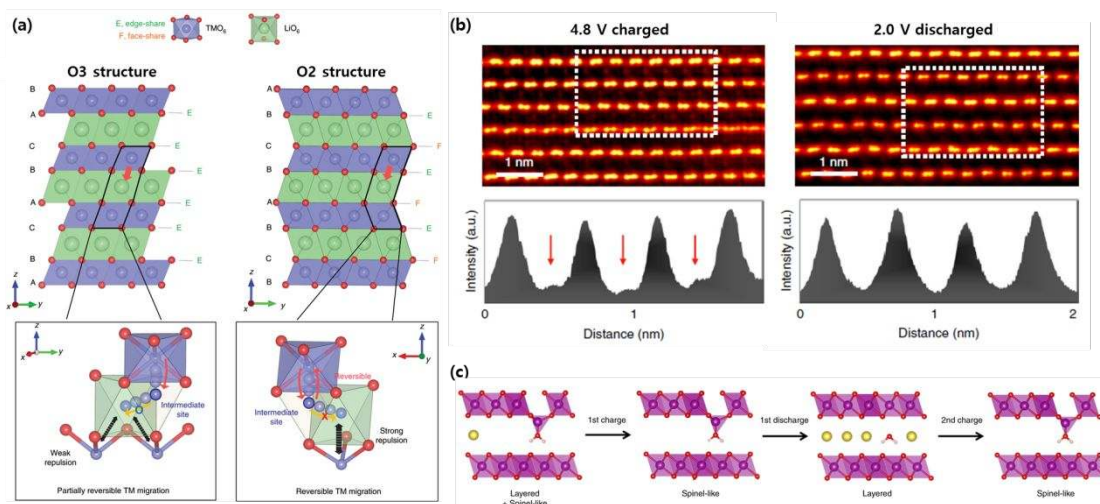 (a)
E, edge-share
F, face-share
TMO6
LiO6
O3 structure
O2 structure
B
A
E
B
E
C
E
B
E
A
E
C
E
B
E
A
A
B
E
C
F
B
E
A
F
B
E
C
F
A
z
x
y
z
x
y
z
x
y
Intermediate
site
Weak
repulsion
Partially reversible TM migration
z
x
y
Reversible
Intermediate
site
Strong
repulsion
Reversible TM migration
(b)
4.8 V charged
2.0 V discharged
1 nm
1 nm
Intensity (a.u.)
0
1
Distance (nm)
Intensity (a.u.)
0
1
2
Distance (nm)
(c)
1st charge
1st discharge
2nd charge
Layered
+ Spinel-like
Spinel-like
Layered
Spinel-like